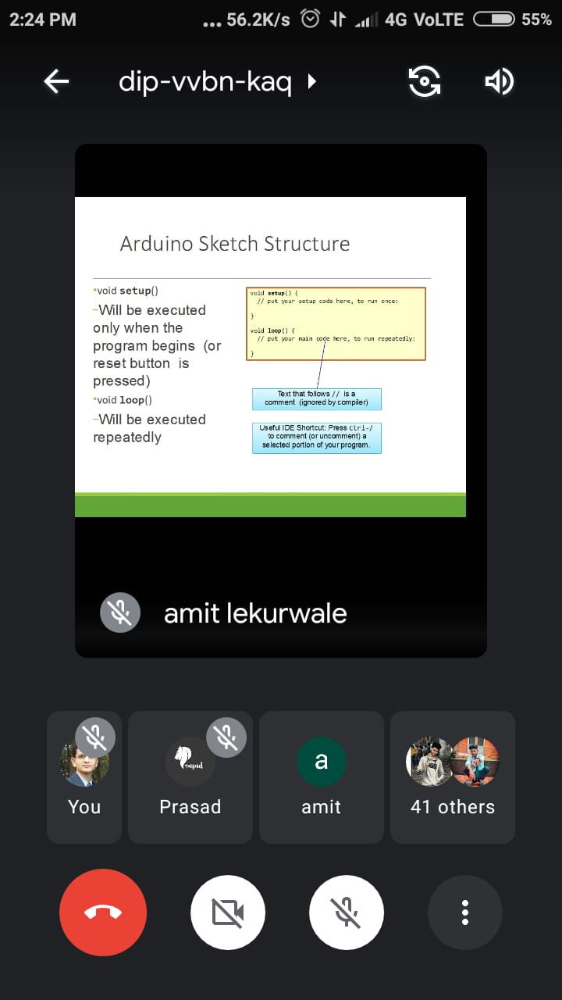 2:24 PM
... 56.2K/s 4G VoLTE 55%
dip-vvbn-kaq
Arduino Sketch Structure
•void setup()
–Will be executed
only when the
program begins (or
reset button is
pressed)
•void loop()
–Will be executed
repeatedly
void setup() {
// put your setup code here, to run once:
}
void loop() {
// put your main code here, to run repeatedly:
}
Text that follows // is a
comment (ignored by compiler)
Useful IDE Shortcut: Press Ctrl-/
to comment (or uncomment) a
selected portion of your program.
amit lekurwale
a
You
Prasad
amit
41 others